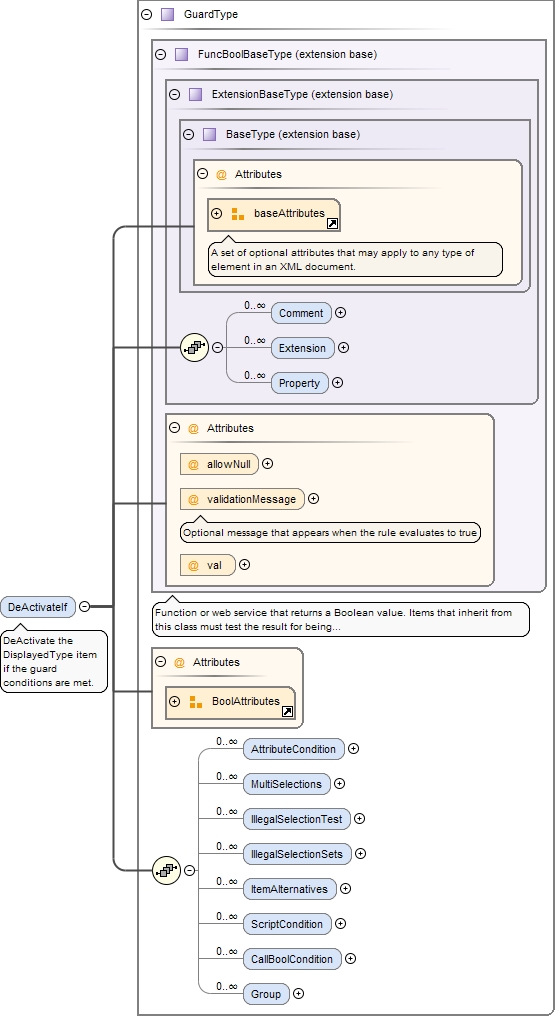 GuardType
FuncBoolBaseType (extension base)
ExtensionBaseType (extension base)
BaseType (extension base)
@ Attributes
baseAttributes
A set of optional attributes that may apply to any type of
element in an XML document.
0..∞
Comment
0..∞
Extension
0..∞
Property
@ Attributes
@ allowNull
@ validationMessage
Optional message that appears when the rule evaluates to true
@ val
DeActivateIf
DeActivate the
DisplayedType item
if the guard
conditions are met.
Function or web service that returns a Boolean value. Items that inherit from
this class must test the result for being...
@ Attributes
BoolAttributes
0..∞
AttributeCondition
0..∞
MultiSelections
0..∞
IllegalSelectionTest
0..∞
IllegalSelectionSets
0..∞
ItemAlternatives
0..∞
ScriptCondition
0..∞
CallBoolCondition
0..∞
Group